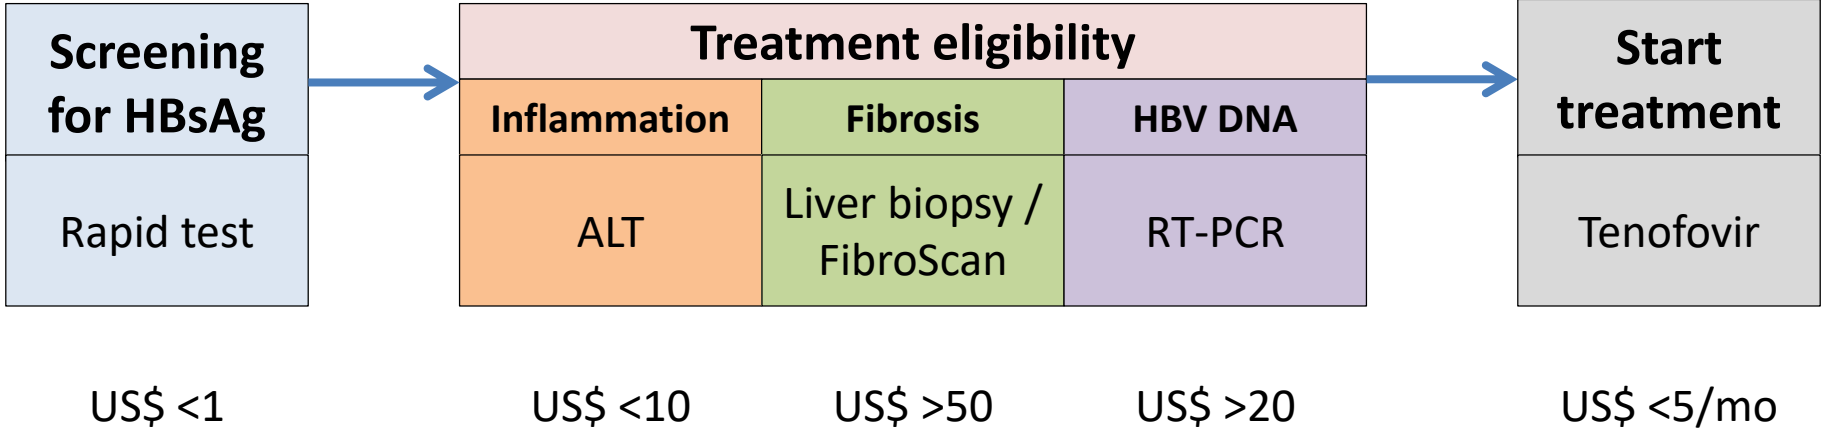 Screening
for HBsAg
Rapid test
US$ <1
Treatment eligibility
Inflammation
ALT
US$ <10
Fibrosis
Liver biopsy /
FibroScan
US$ >50
HBV DNA
RT-PCR
US$ >20
Start
treatment
Tenofovir
US$ <5/mo